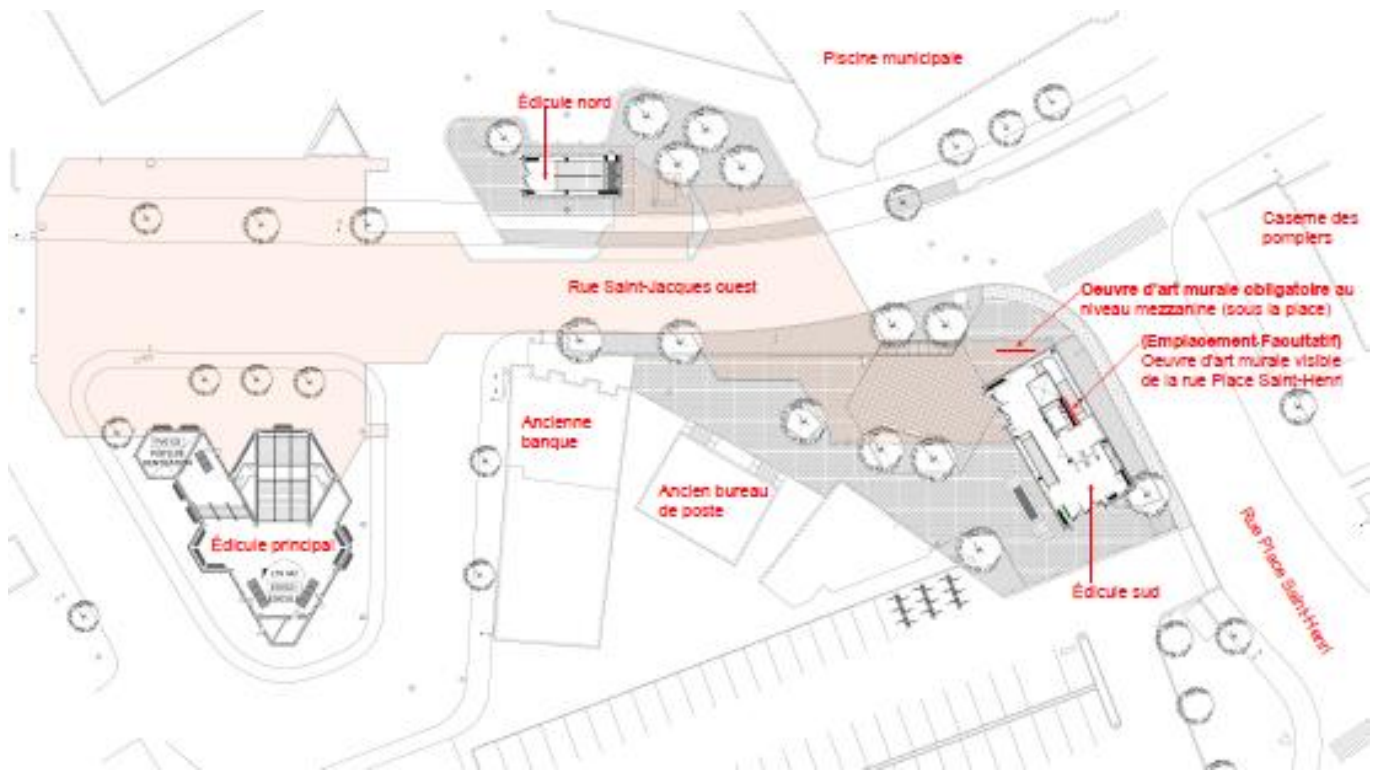 Piscine municipale
Édicule nord
Caserne des
pompiers
Rue Saint-Jacques ouest
Oeuvre d'art murale obligatoire au
niveau mezzanine (sous la place)
(Emplacement Facultatif)
Oeuvre d'art murale visible
de la rue Place Saint-Henri
Ancienne
banque
Ancien bureau
de poste
Édicule principal
Édicule sud
Rue Place Saint-Henri